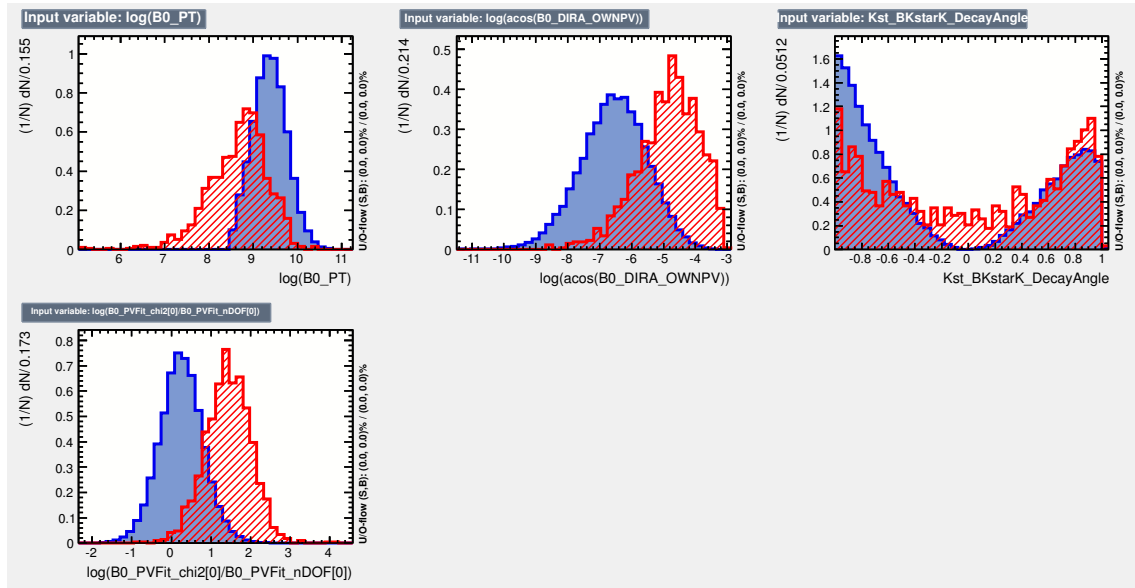 Input variable: log(B0_PT)
(1/N) dN/0.155
1
0.8
0.6
0.4
0.2
0
6 7 8 9 10 11
log(B0_PT)
U/O-flow (S,B): (0.0, 0.0)% / (0.0, 0.0)%
Input variable: log(acos(B0_DIRA_OWNPV))
(1/N) dN/0.214
0.5
0.4
0.3
0.2
0.1
0
-11 -10 -9 -8 -7 -6 -5 -4 -3
log(acos(B0_DIRA_OWNPV))
U/O-flow (S,B): (0.0, 0.0)% / (0.0, 0.0)%
Input variable: Kst_BKstarK_DecayAngle
(1/N) dN/0.0512
1.6
1.4
1.2
1
0.8
0.6
0.4
0.2
0
-0.8 -0.6 -0.4 -0.2 0 0.2 0.4 0.6 0.8 1
Kst_BKstarK_DecayAngle
U/O-flow (S,B): (0.0, 0.0)% / (0.0, 0.0)%
Input variable: log(B0_PVFit_chi2[0]/B0_PVFit_nDOF[0])
(1/N) dN/0.173
0.8
0.7
0.6
0.5
0.4
0.3
0.2
0.1
0
-2 -1 0 1 2 3 4
log(B0_PVFit_chi2[0]/B0_PVFit_nDOF[0])
U/O-flow (S,B): (0.0, 0.0)% / (0.0, 0.0)%